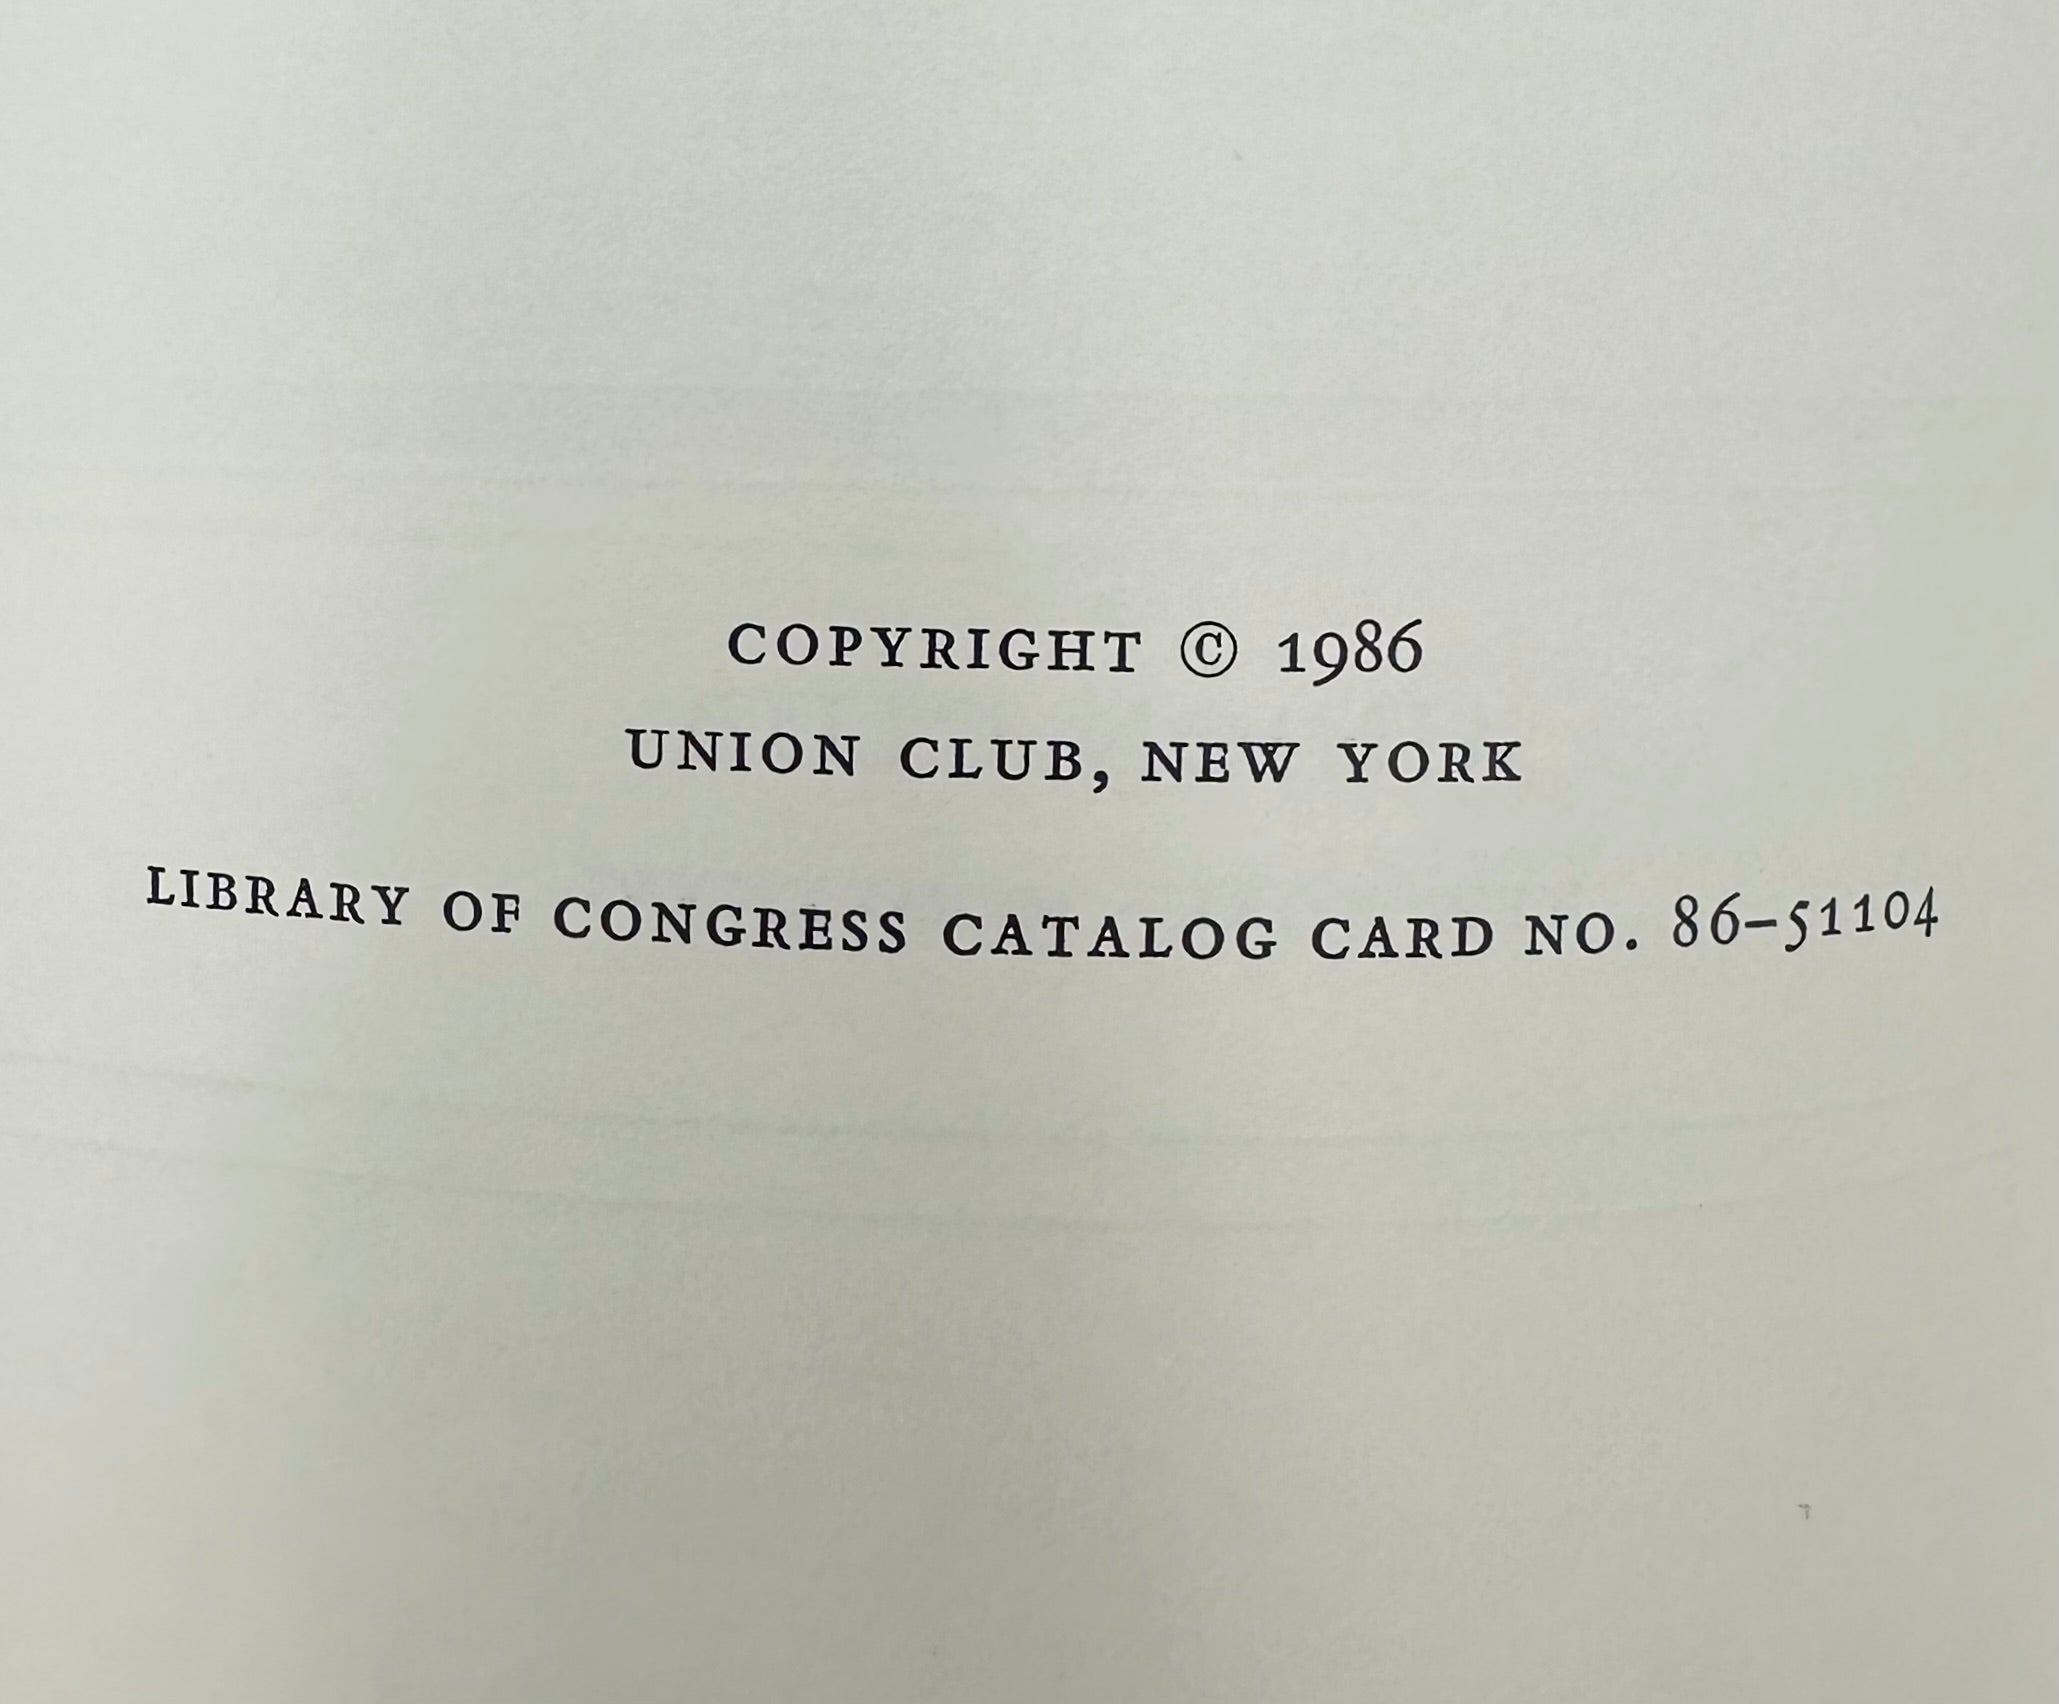 COPYRIGHT © 1986
UNION CLUB, NEW YORK
LIBRARY OF CONGRESS CATALOG CARD NO. 86-51104